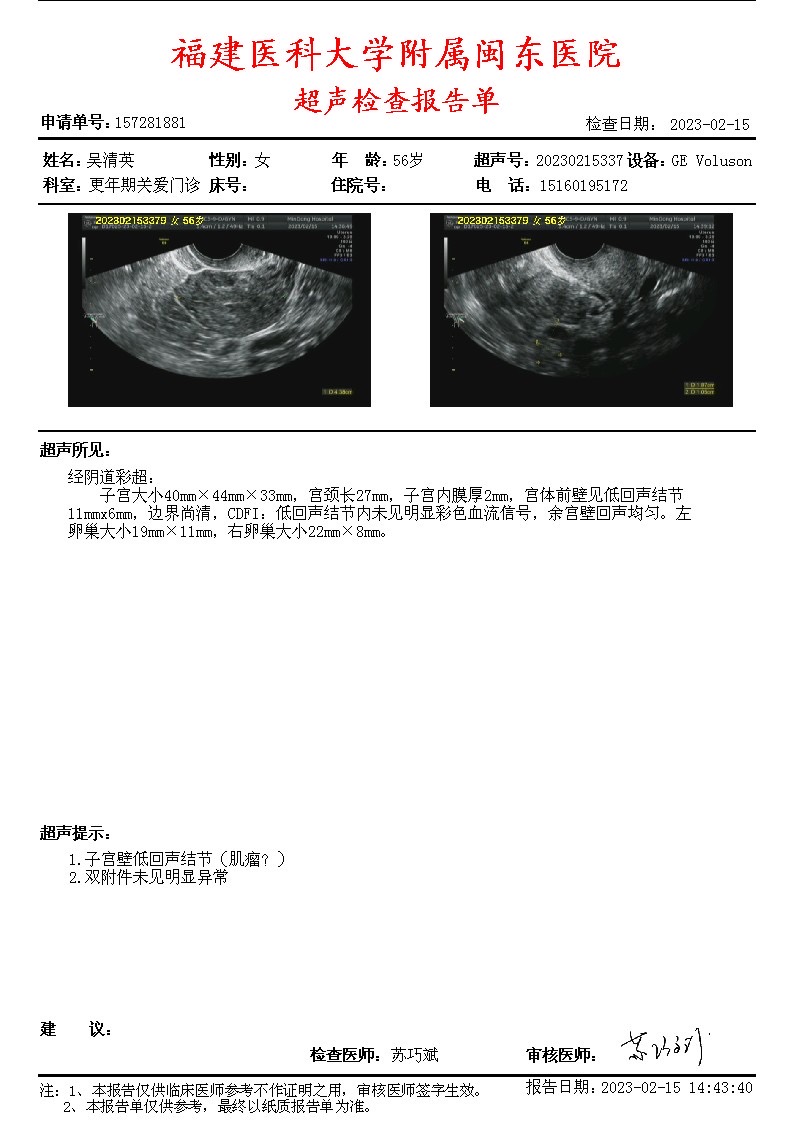 福建医科大学附属闽东医院
超声检查报告单
申请单号：157281881 检查日期： 2023-02-15
姓名：吴清英 性别：女 年 龄：56岁 超声号：20230215337 设备：GE Voluson
科室：更年期关爱门诊 床号： 住院号： 电 话：15160195172
202302153379 女 56岁
202302153379 女 56岁
超声所见：
经阴道彩超：
子宫大小40mm×44mm×33mm，宫颈长27mm，子宫内膜厚2mm，宫体前壁见低回声结节
11mmx6mm，边界尚清，CDFI：低回声结节内未见明显彩色血流信号，余宫壁回声均匀。左
卵巢大小19mm×11mm，右卵巢大小22mm×8mm。
超声提示：
1.子宫壁低回声结节（肌瘤？）
2.双附件未见明显异常
建 议：
检查医师：苏巧斌 审核医师：
注：1、本报告仅供临床医师参考不作证明之用，审核医师签字生效。 报告日期：2023-02-15 14:43:40
2、本报告单仅供参考，最终以纸质报告单为准。